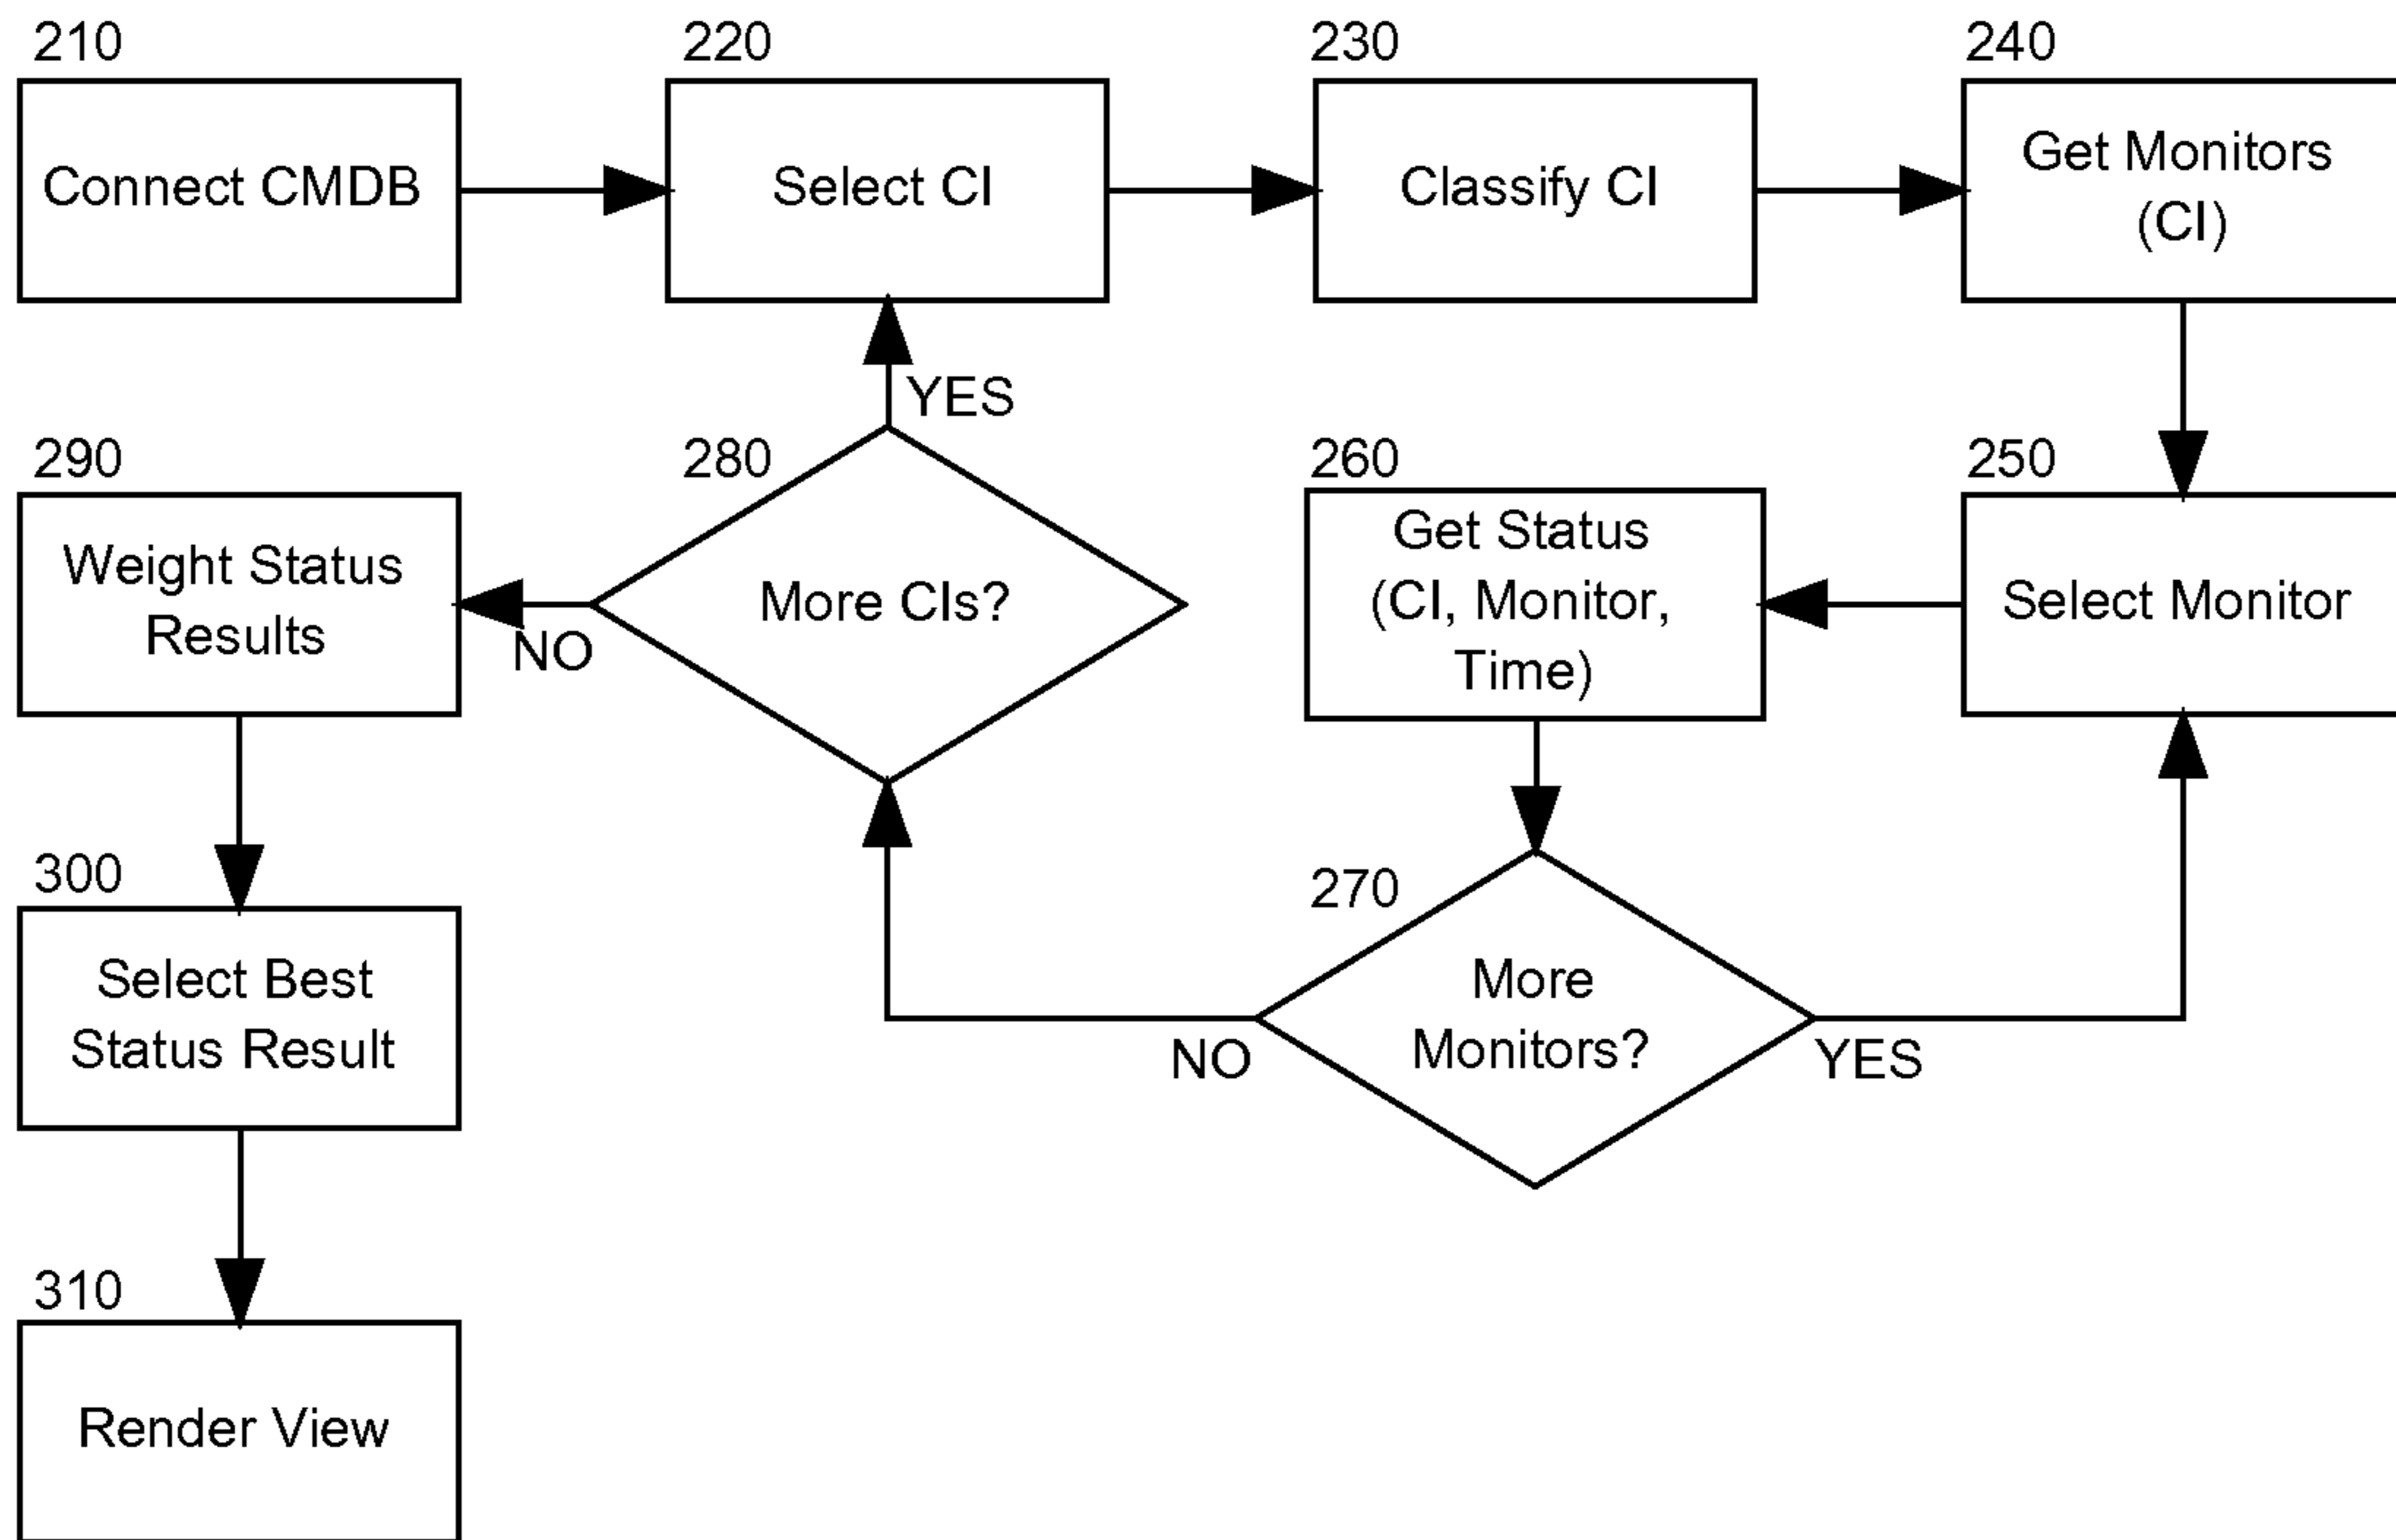 210
Connect CMDB
220
Select CI
230
Classify CI
240
Get Monitors
(CI)
YES
290
Weight Status
Results
NO
280
More CIs?
260
Get Status
(CI, Monitor,
Time)
250
Select Monitor
300
Select Best
Status Result
270
More
Monitors?
NO
YES
310
Render View